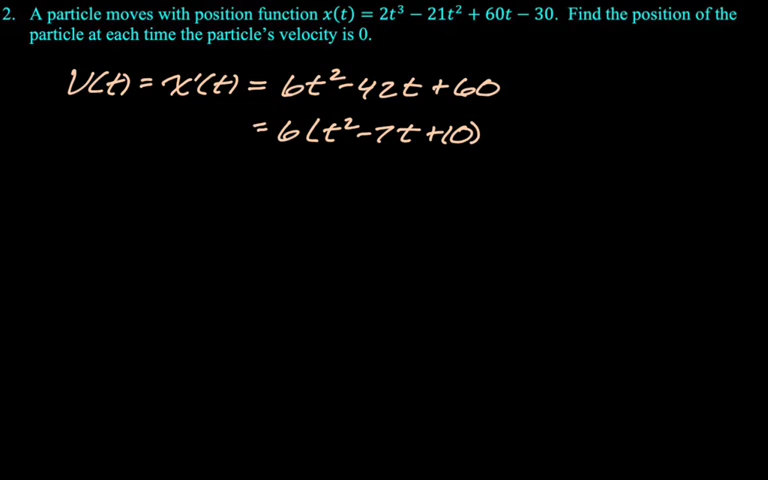 2. A particle moves with position function x(t) = 2t³ − 21t² + 60t − 30. Find the position of the
particle at each time the particle's velocity is 0.
V(t) = x'(t) = 6t²-42t+60
= 6(t²-7t+10)